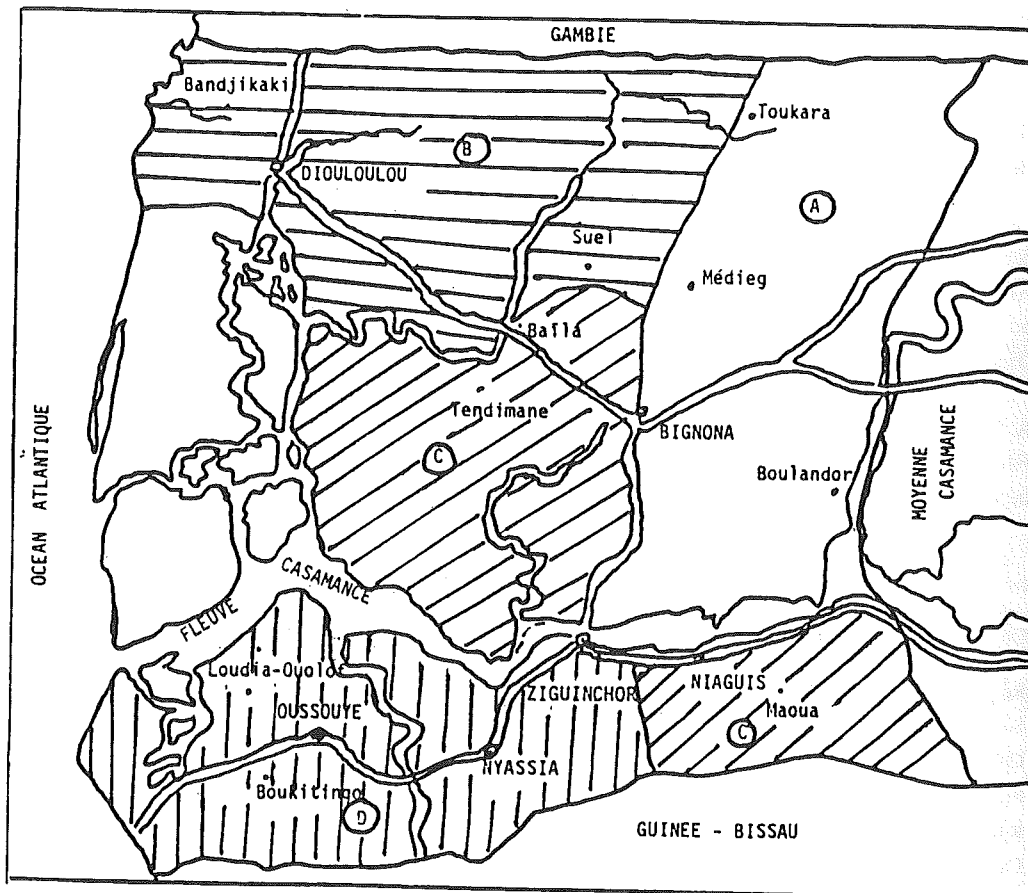 GAMBIE
Bandjikaki
Toukara
B
DIOULOULOU
A
Suel
Médieg
Baïla
Tendimane
BIGNONA
C
Boulandor
OCEAN ATLANTIQUE
MOYENNE
CASAMANCE
FLEUVE CASAMANCE
Loudia-Ouolof
ZIGUINCHOR
NIAGUIS
Maoua
OUSSOUYE
C
NYASSIA
Boukitingo
D
GUINEE - BISSAU